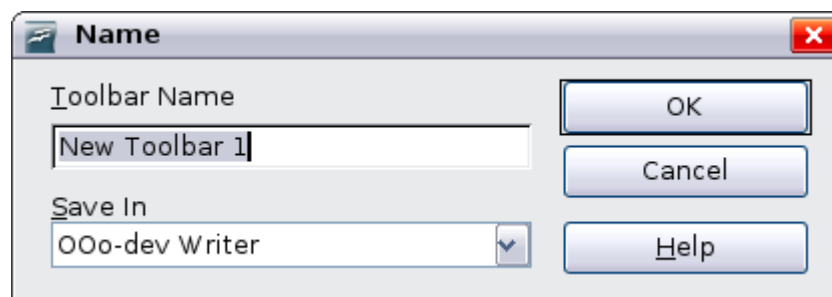 Name
Toolbar Name
New Toolbar 1
Save In
OOo-dev Writer
OK
Cancel
Help